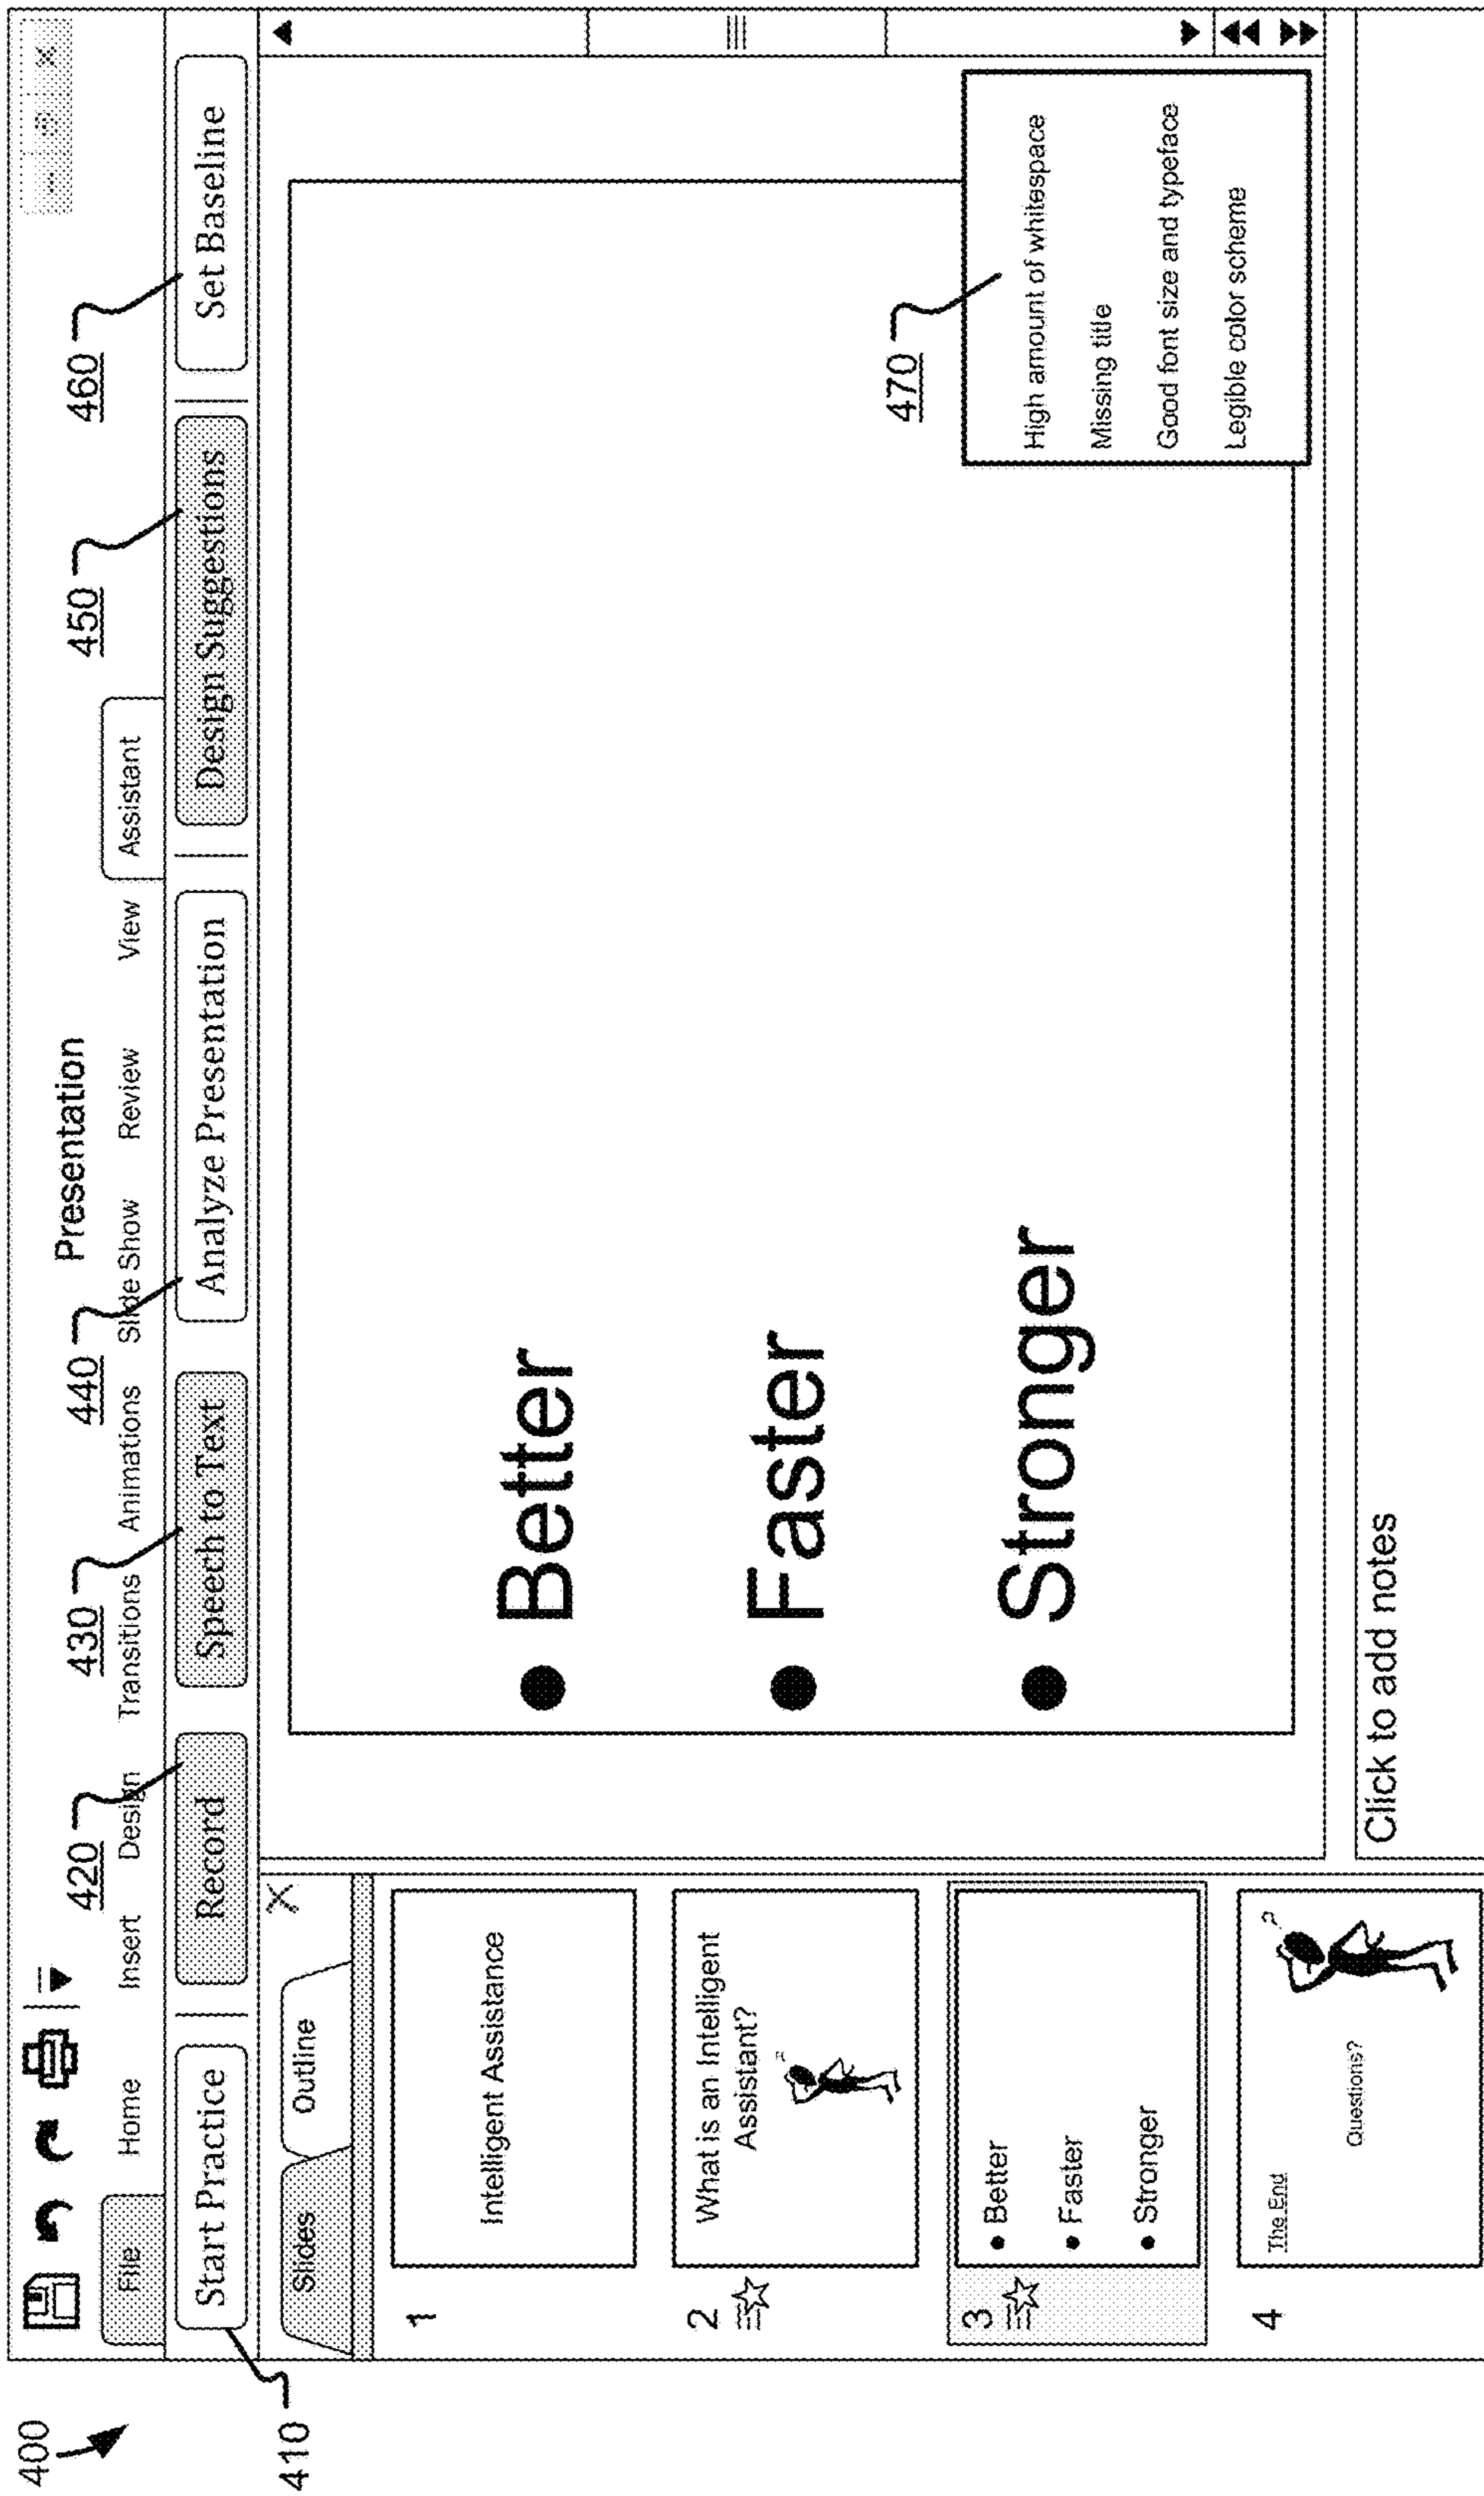 400
Presentation
File Home Insert Design Transitions Animations Slide Show Review View Assistant
410
420
430
440
450
460
Start Practice Record Speech to Text Analyze Presentation Design Suggestions Set Baseline
Slides Outline X
1
Intelligent Assistance
2
What is an Intelligent
Assistant?
?
3
• Better
• Faster
• Stronger
4
The End
Questions?
?
• Better
• Faster
• Stronger
470
High amount of whitespace
Missing title
Good font size and typeface
Legible color scheme
Click to add notes